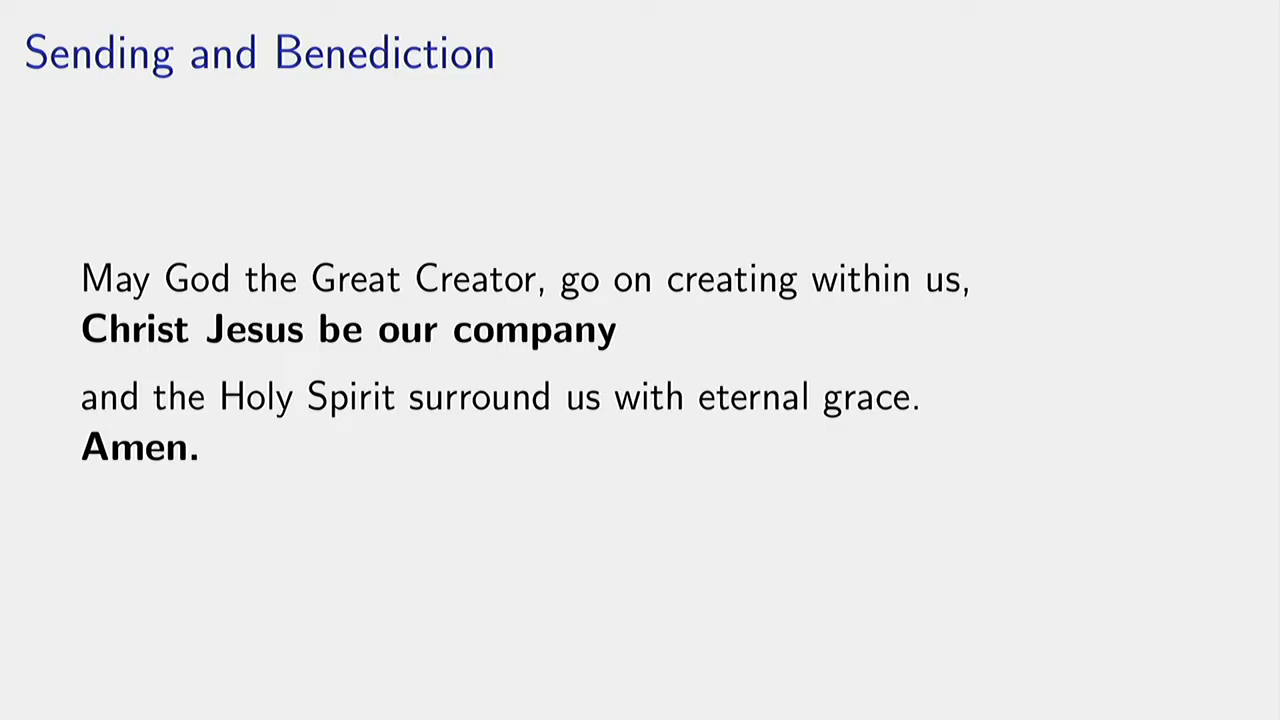 Sending and Benediction
May God the Great Creator, go on creating within us,
Christ Jesus be our company
and the Holy Spirit surround us with eternal grace.
Amen.